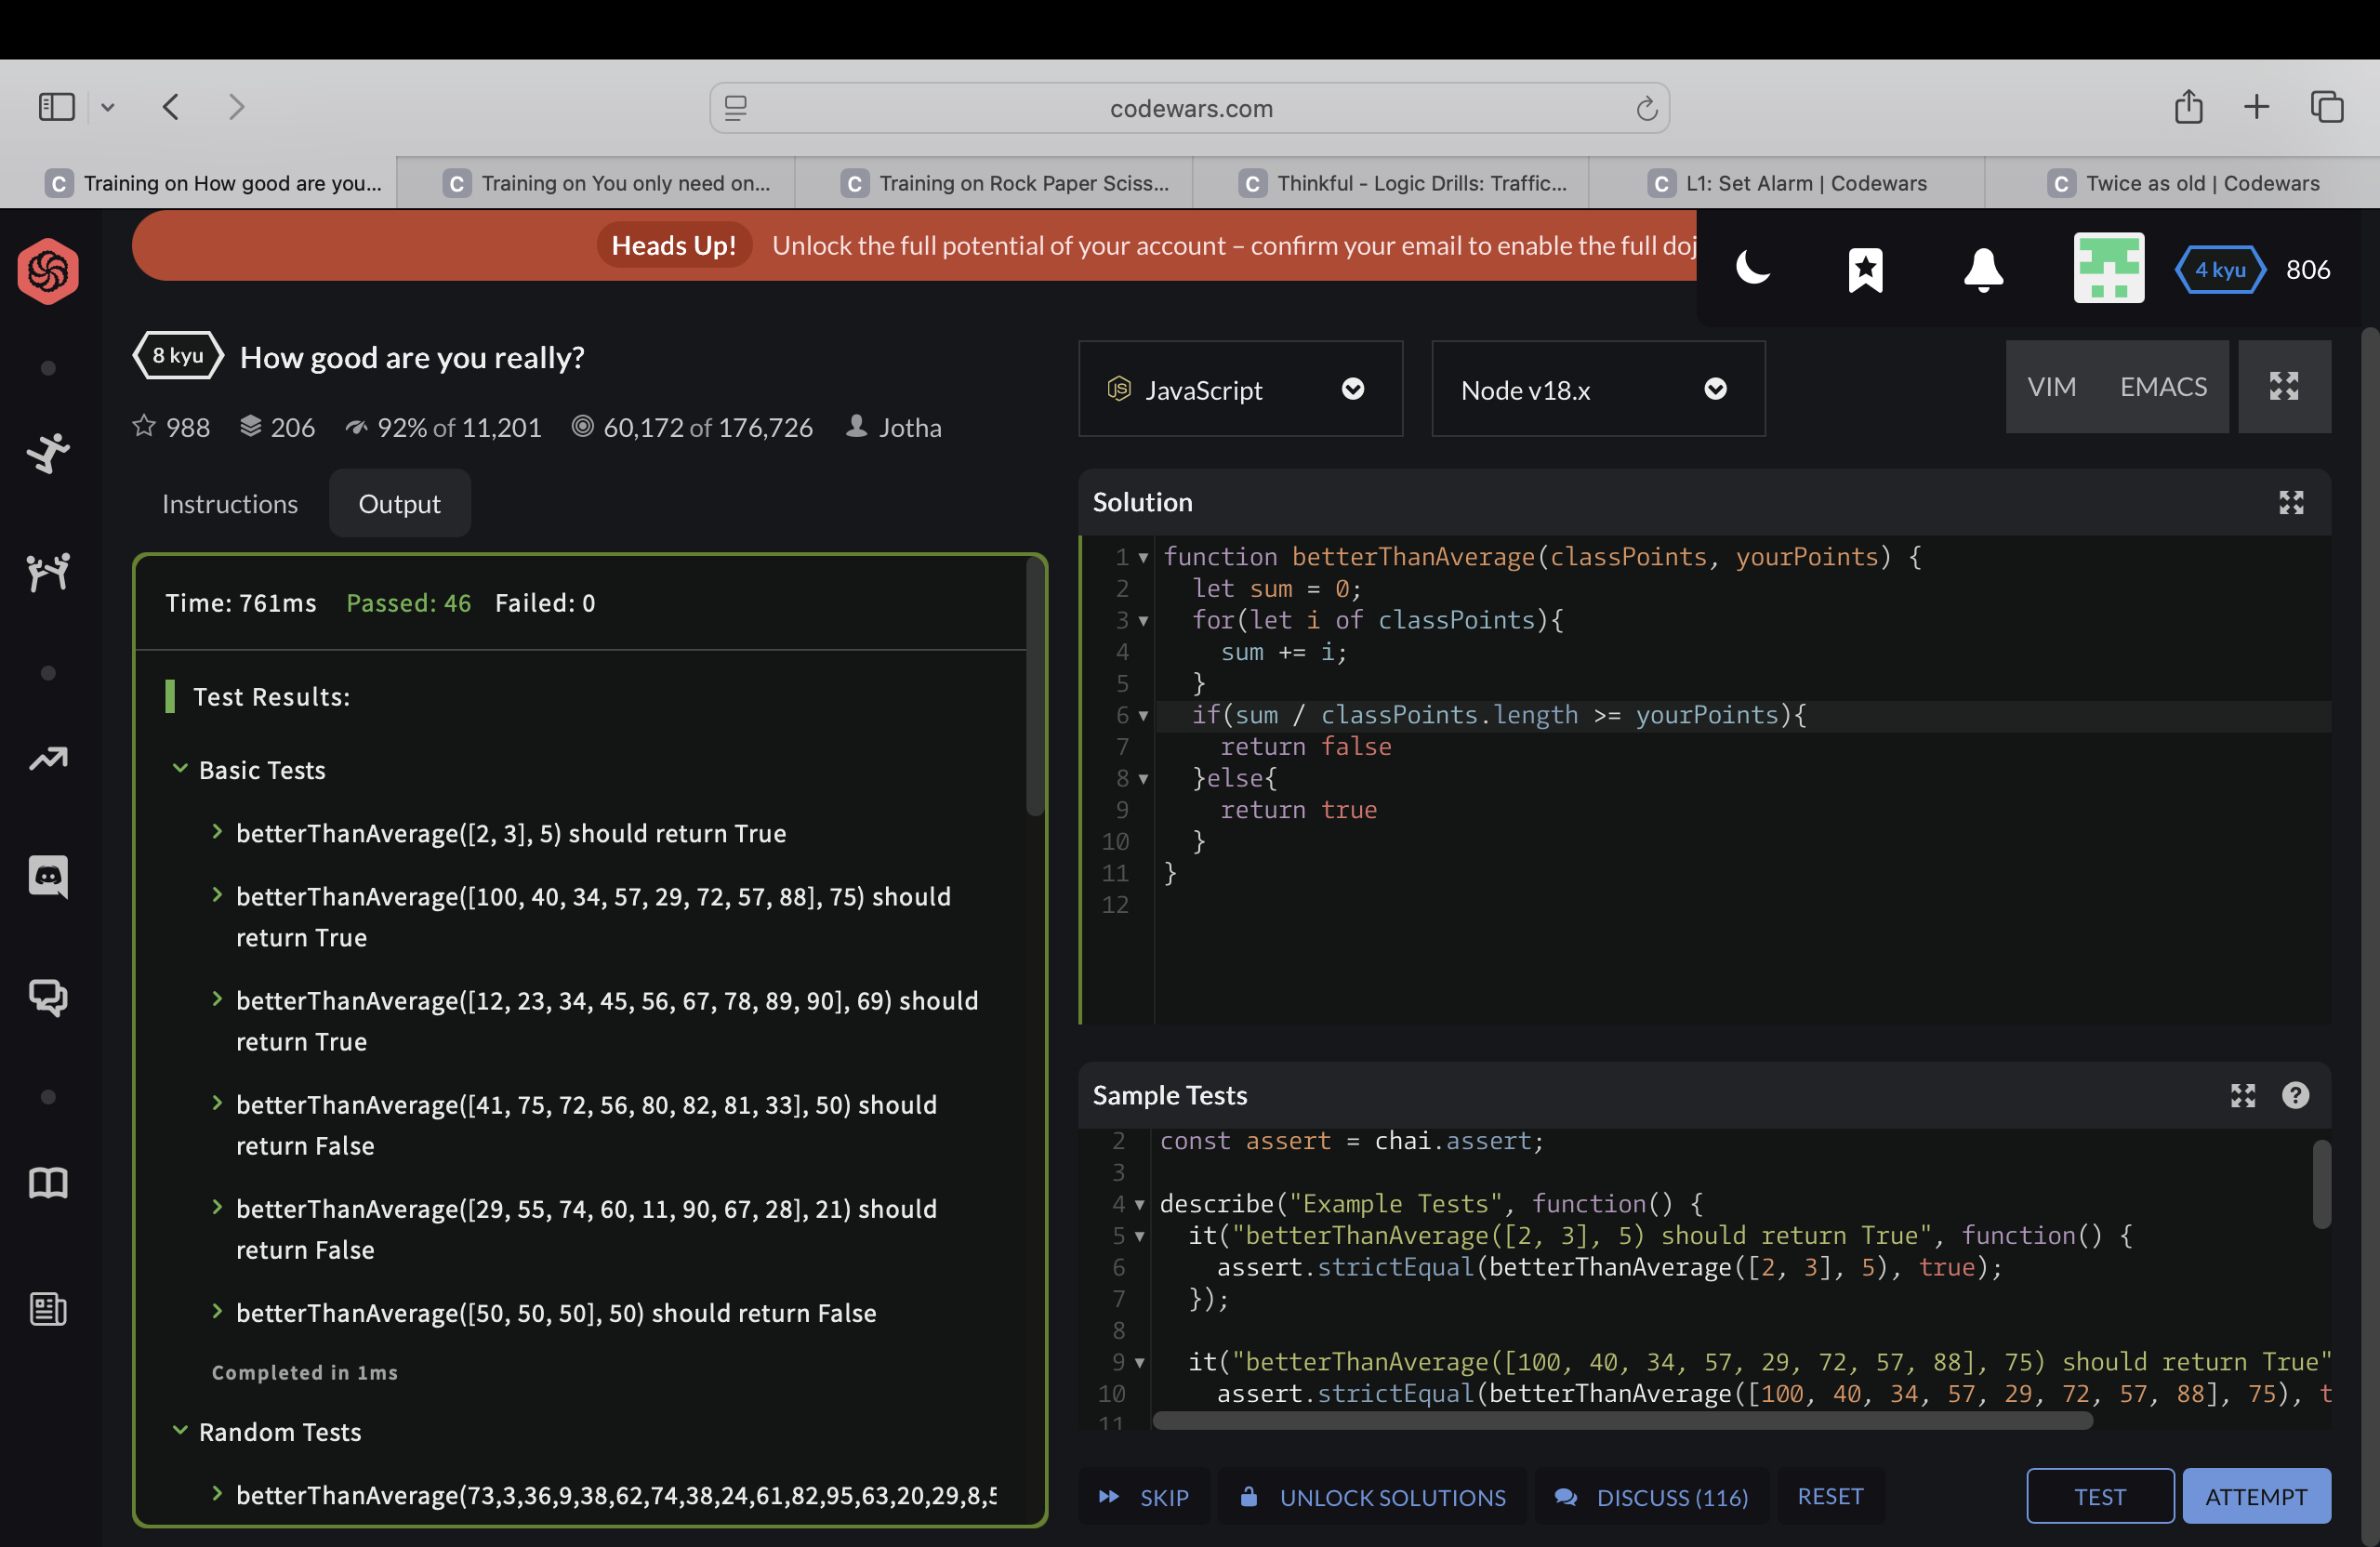 codewars.com
C Training on How good are you...
C Training on You only need on...
C Training on Rock Paper Sciss...
C Thinkful - Logic Drills: Traffic...
C L1: Set Alarm | Codewars
C Twice as old | Codewars
Heads Up! Unlock the full potential of your account – confirm your email to enable the full doj
4 kyu 806
8 kyu How good are you really?
988 206 92% of 11,201 60,172 of 176,726 Jotha
JS JavaScript
Node v18.x
VIM EMACS
Instructions Output
Time: 761ms Passed: 46 Failed: 0
Test Results:
Basic Tests
betterThanAverage([2, 3], 5) should return True
betterThanAverage([100, 40, 34, 57, 29, 72, 57, 88], 75) should
return True
betterThanAverage([12, 23, 34, 45, 56, 67, 78, 89, 90], 69) should
return True
betterThanAverage([41, 75, 72, 56, 80, 82, 81, 33], 50) should
return False
betterThanAverage([29, 55, 74, 60, 11, 90, 67, 28], 21) should
return False
betterThanAverage([50, 50, 50], 50) should return False
Completed in 1ms
Random Tests
betterThanAverage(73,3,36,9,38,62,74,38,24,61,82,95,63,20,29,8,5
Solution
1 function betterThanAverage(classPoints, yourPoints) {
2 let sum = 0;
3 for(let i of classPoints){
4 sum += i;
5 }
6 if(sum / classPoints.length >= yourPoints){
7 return false
8 }else{
9 return true
10 }
11 }
12
Sample Tests
2 const assert = chai.assert;
3
4 describe("Example Tests", function() {
5 it("betterThanAverage([2, 3], 5) should return True", function() {
6 assert.strictEqual(betterThanAverage([2, 3], 5), true);
7 });
8
9 it("betterThanAverage([100, 40, 34, 57, 29, 72, 57, 88], 75) should return True"
10 assert.strictEqual(betterThanAverage([100, 40, 34, 57, 29, 72, 57, 88], 75), t
11
SKIP UNLOCK SOLUTIONS DISCUSS (116) RESET TEST ATTEMPT